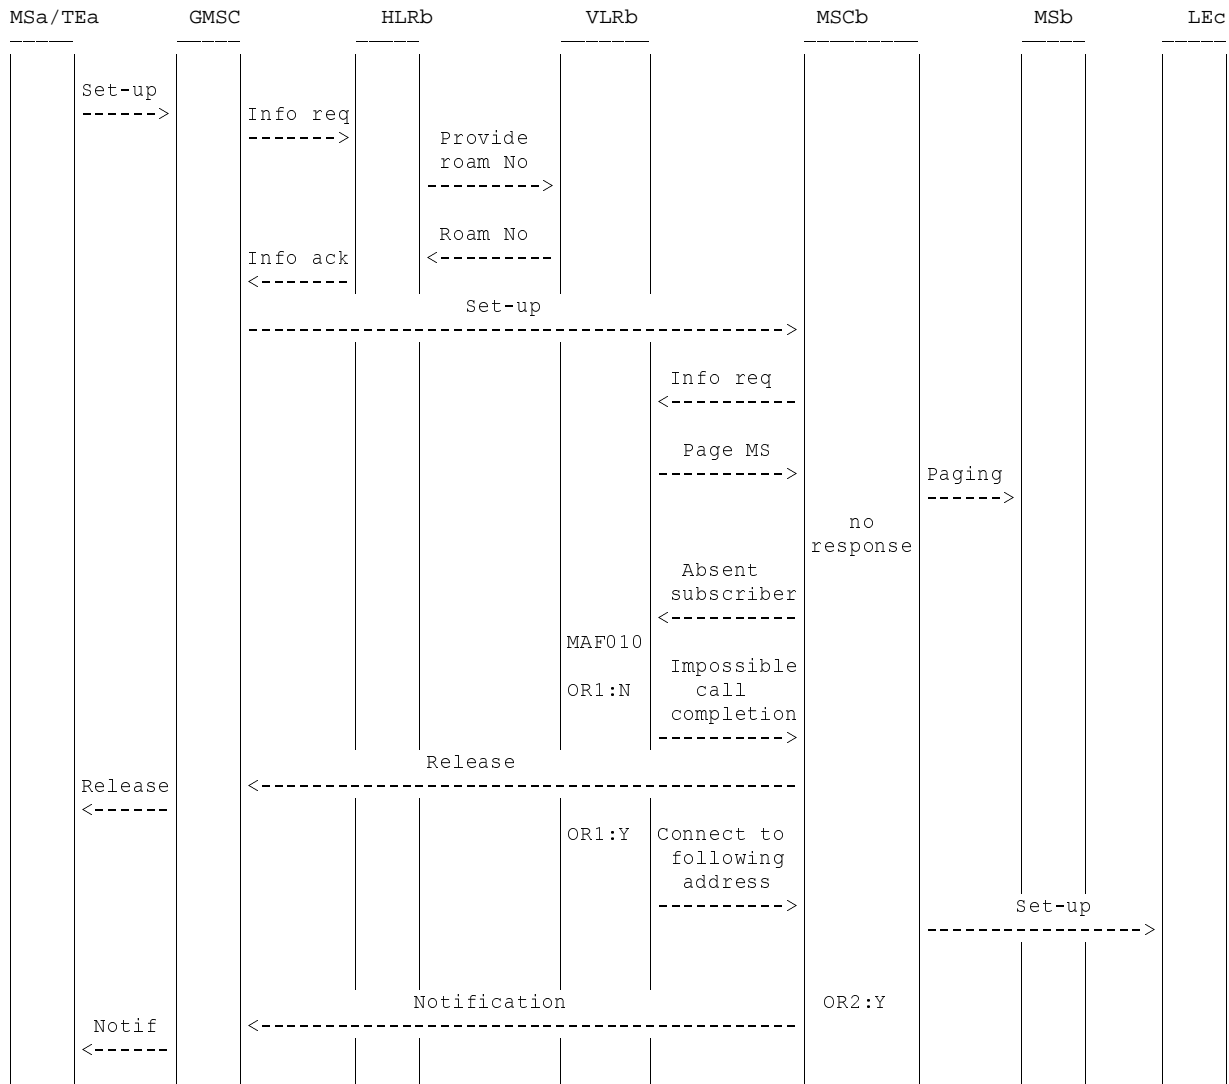 MSa/TEa GMSC HLRb VLRb MSCb MSb LEc
Set-up
------>
Info req
------->
Provide
roam No
--------->
Roam No
<---------
Info ack
<-------
Set-up
------------------------------------------>
Info req
<----------
Page MS
---------->
Paging
------>
no
response
Absent
subscriber
<----------
MAF010
Impossible
OR1:N call
completion
---------->
Release
<------------------------------------------
Release
<------
OR1:Y Connect to
following
address
---------->
Set-up
----------------->
Notification OR2:Y
<------------------------------------------
Notif
<------